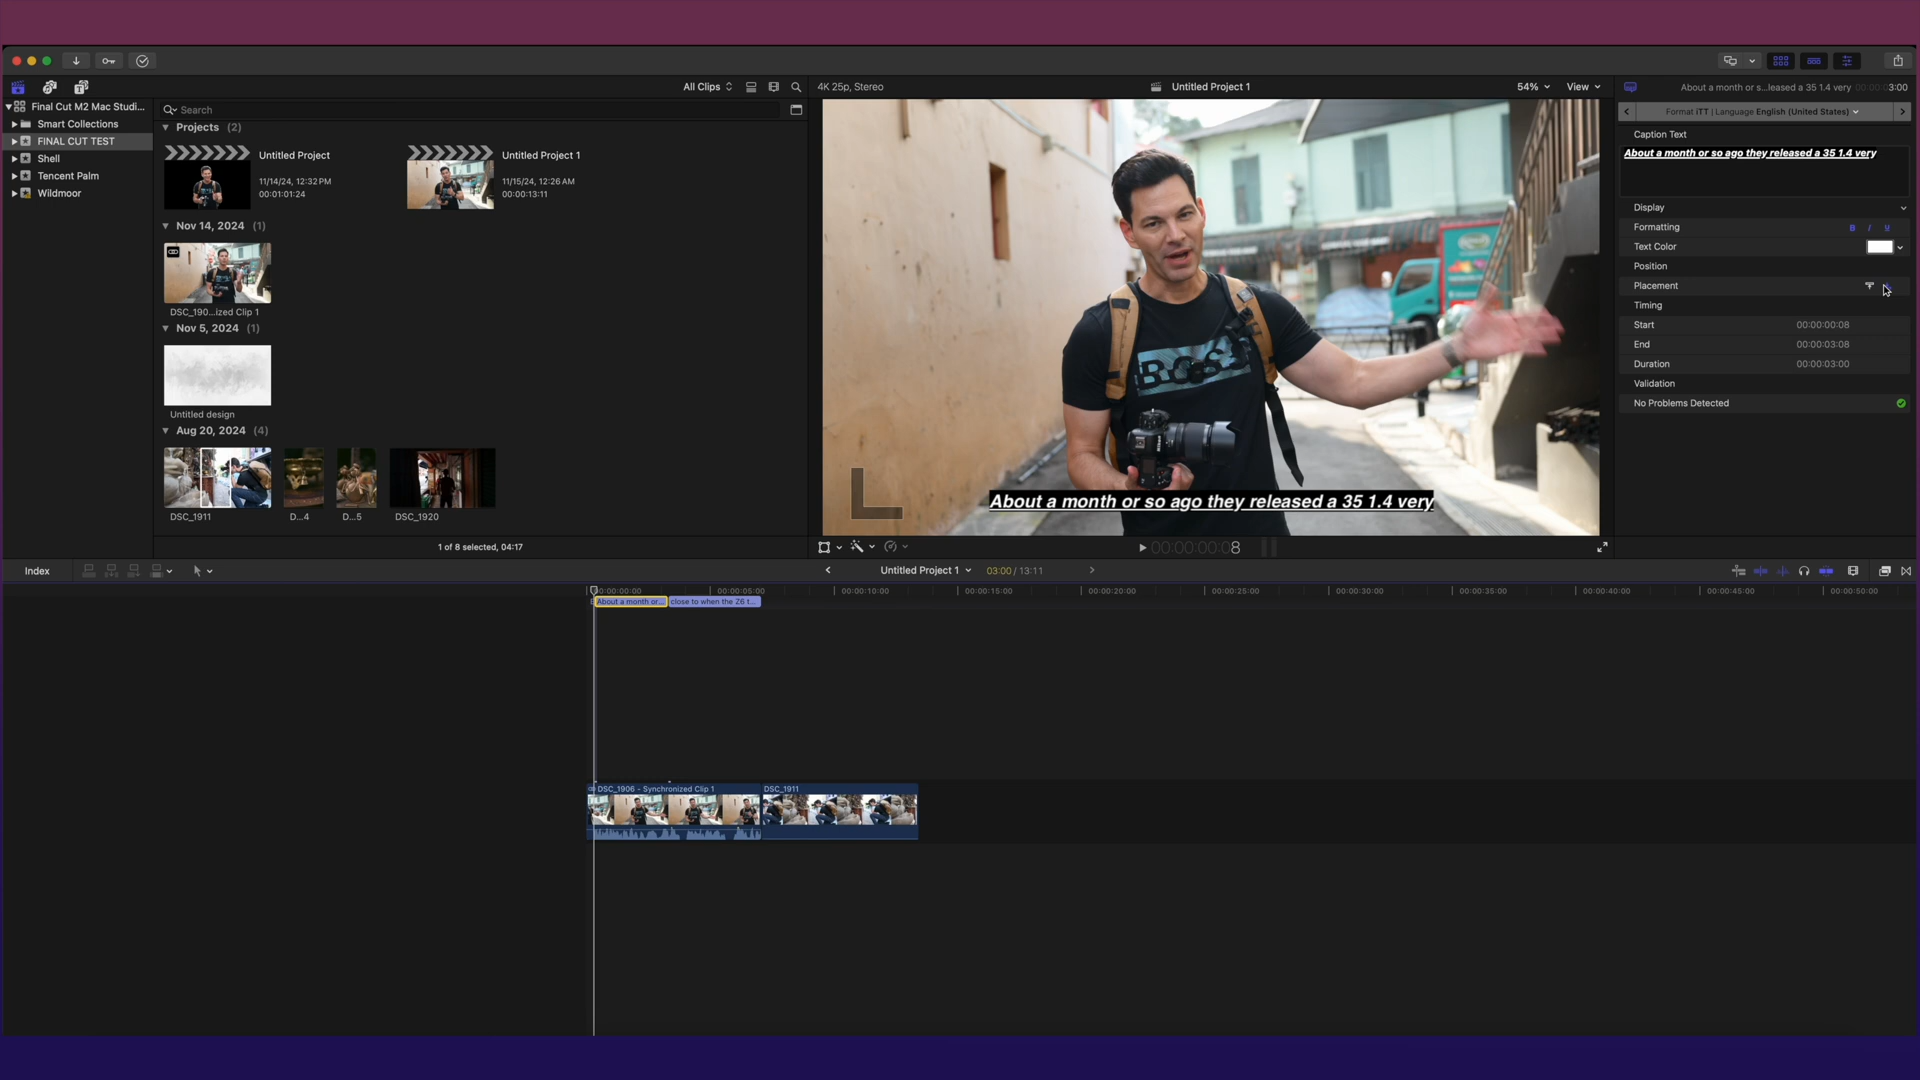 All Clips
4K 25p, Stereo
Untitled Project 1
54%
View
About a month or s...leased a 35 1.4 very
3:00
Final Cut M2 Mac Studi...
Smart Collections
FINAL CUT TEST
Shell
Tencent Palm
Wildmoor
Search
Projects (2)
Untitled Project
11/14/24, 12:32 PM
00:01:01:24
Untitled Project 1
11/15/24, 12:26 AM
00:00:13:11
Nov 14, 2024 (1)
DSC_190...ized Clip 1
Nov 5, 2024 (1)
Untitled design
Aug 20, 2024 (4)
DSC_1911
D...4
D...5
DSC_1920
1 of 8 selected, 04:17
BOSS
Nikon
About a month or so ago they released a 35 1.4 very
00:00:00:08
Format iTT | Language English (United States)
Caption Text
About a month or so ago they released a 35 1.4 very
Display
Formatting
B I U
Text Color
Position
Placement
Timing
Start 00:00:00:08
End 00:00:03:08
Duration 00:00:03:00
Validation
No Problems Detected
Index
Untitled Project 1
03:00 / 13:11
00:00:00:00
00:00:05:00
00:00:10:00
00:00:15:00
00:00:20:00
00:00:25:00
00:00:30:00
00:00:35:00
00:00:40:00
00:00:45:00
00:00:50:00
About a month or...
close to when the Z6 t...
DSC_1906 - Synchronized Clip 1
DSC_1911